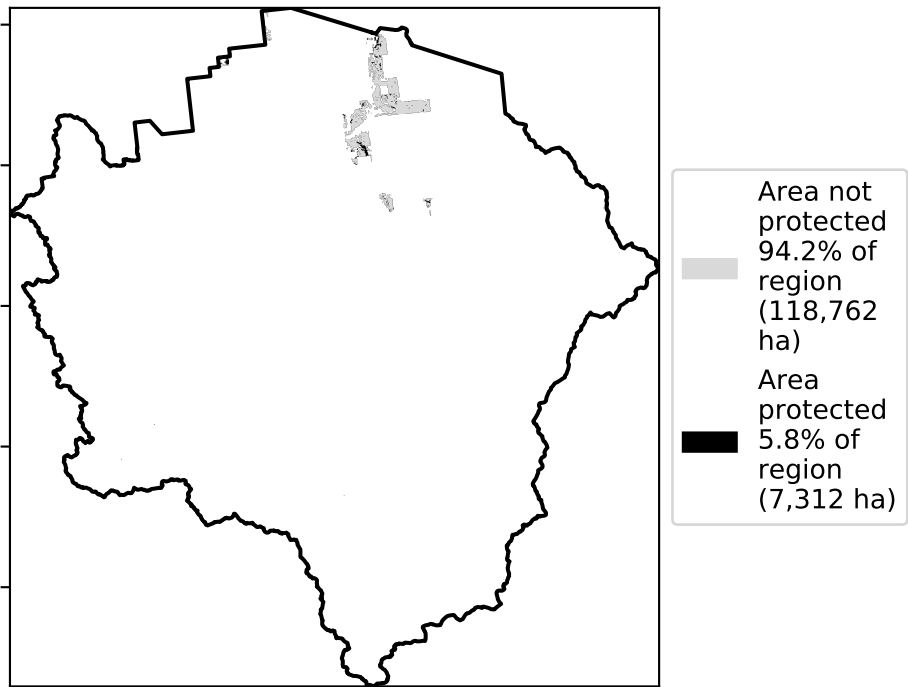 Area not
protected
94.2% of
region
(118,762
ha)
Area
protected
5.8% of
region
(7,312 ha)